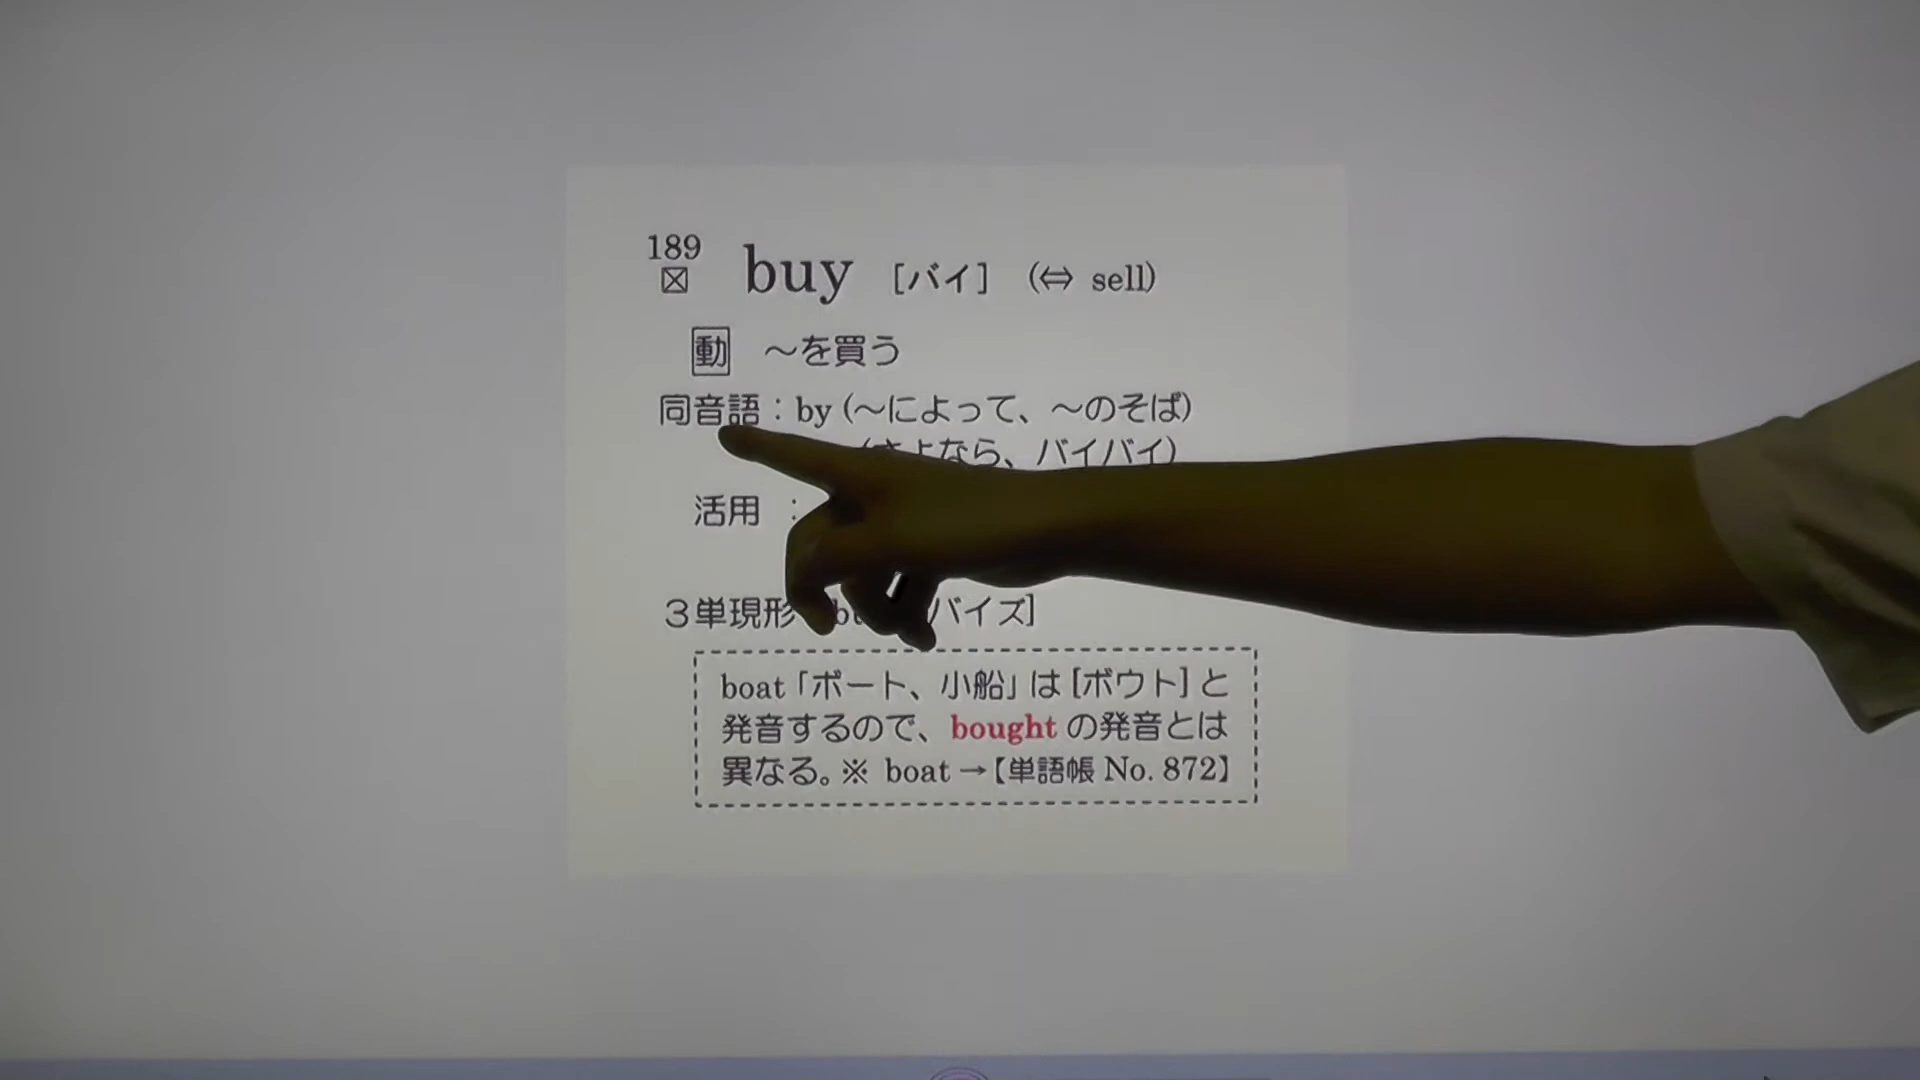 189
☒ buy [バイ] (⇔ sell)
動 ～を買う
同音語：by (～によって、～のそば)
よなら、バイバイ)
活用：
3単現形 バイズ]
boat「ボート、小船」は [ボウト] と
発音するので、bought の発音とは
異なる。※ boat →【単語帳 No. 872】